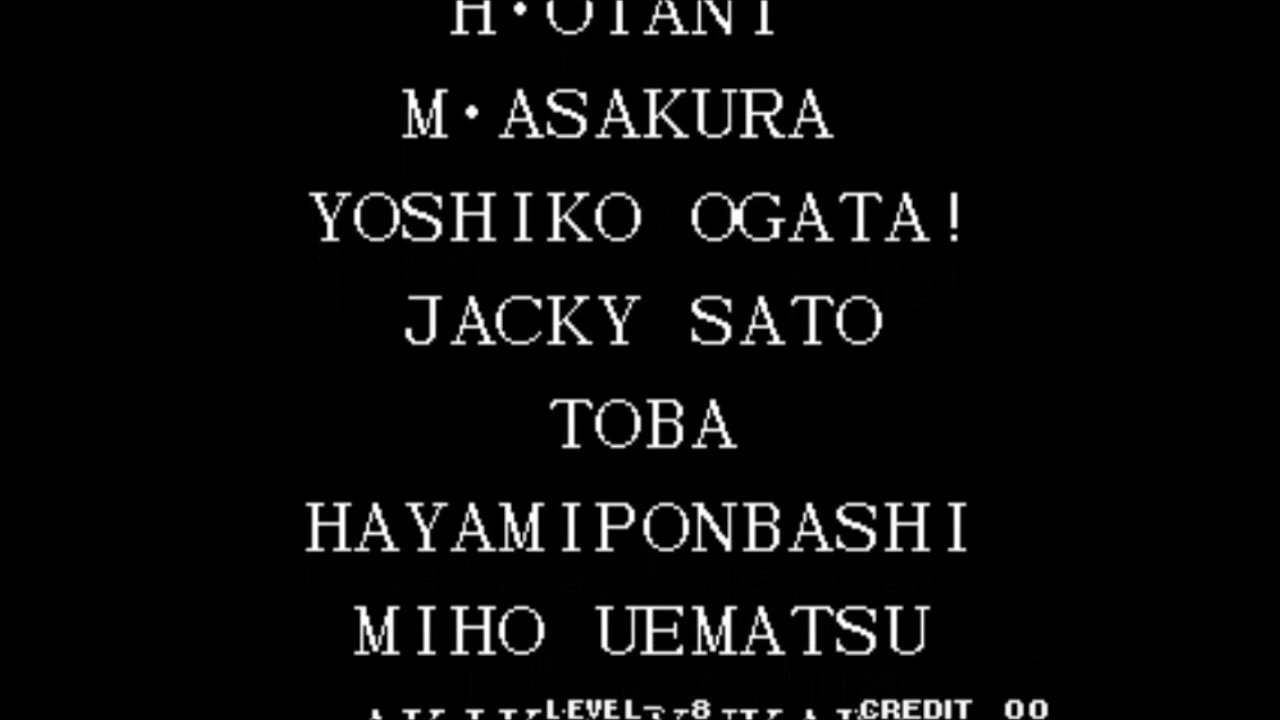 H·OTANI
M·ASAKURA
YOSHIKO OGATA!
JACKY SATO
TOBA
HAYAMIPONBASHI
MIHO UEMATSU
LEVEL-8 CREDIT 00